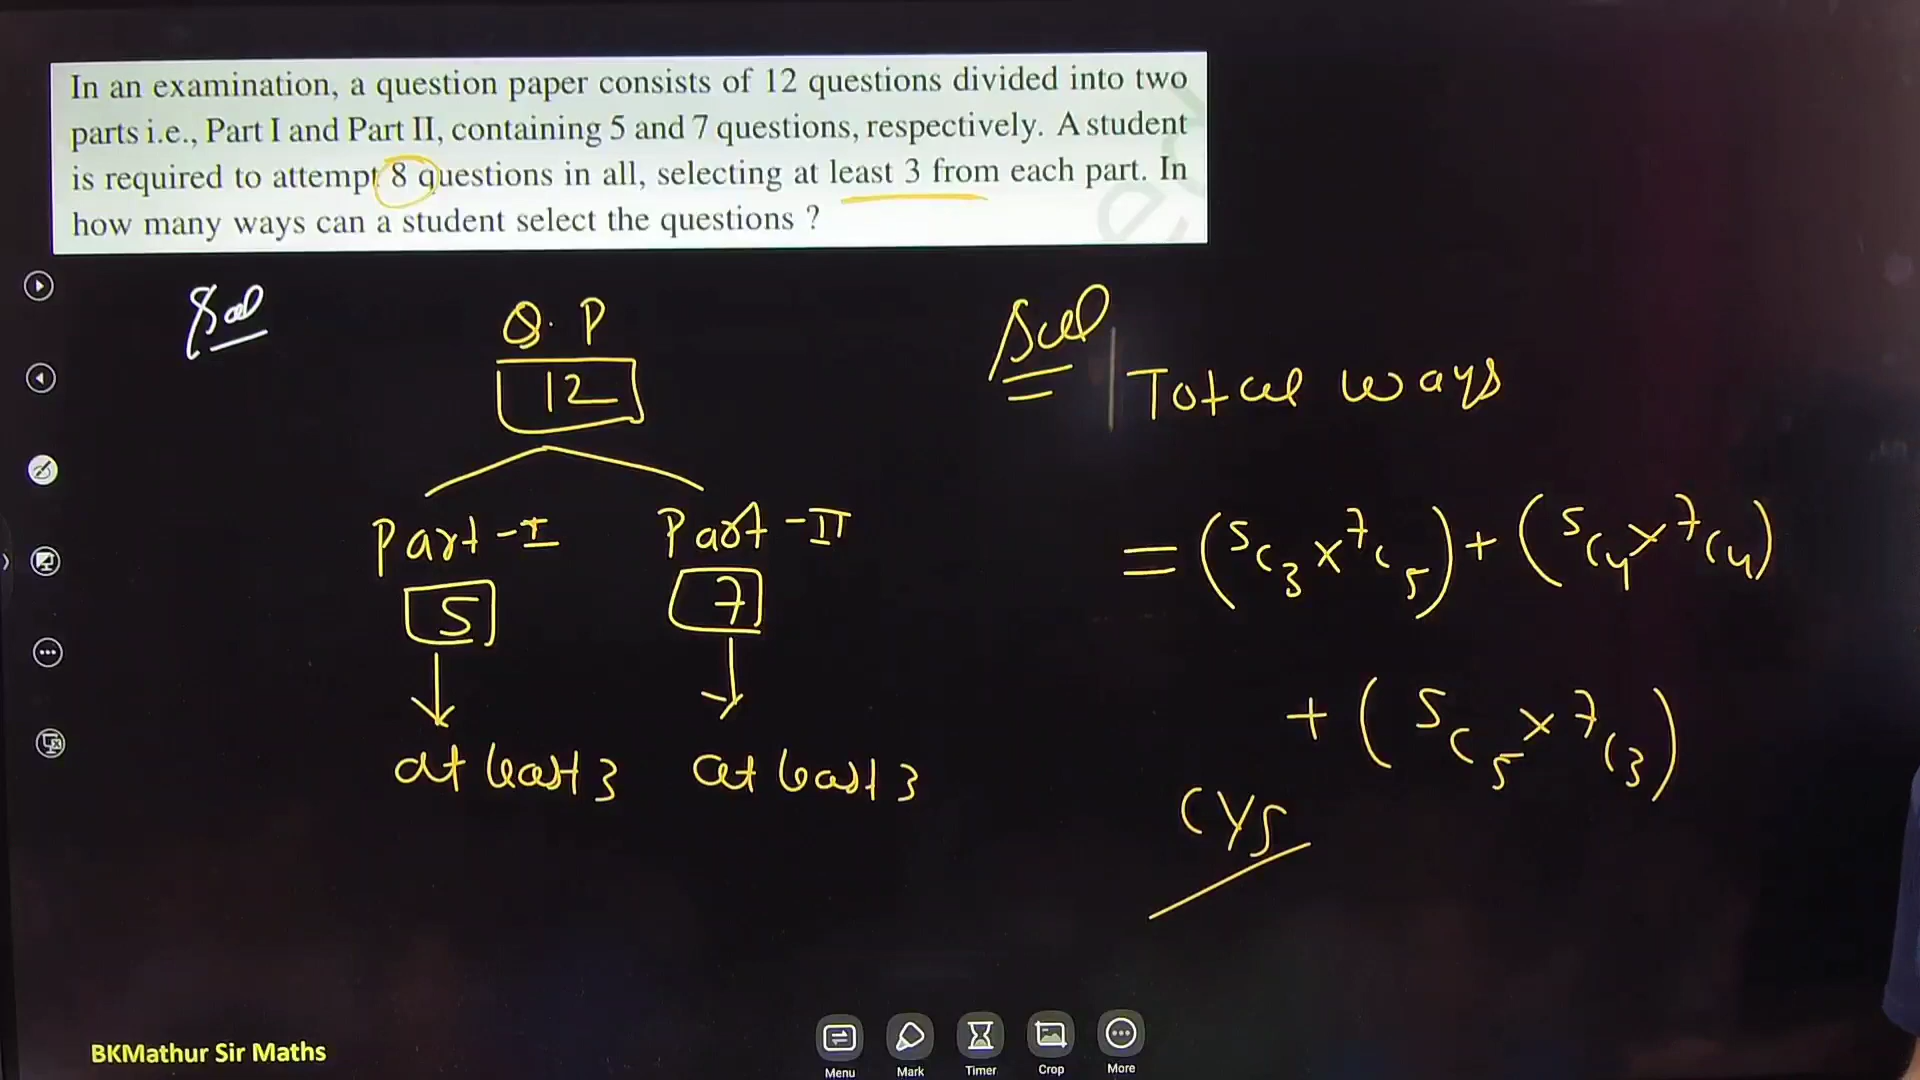 In an examination, a question paper consists of 12 questions divided into two
parts i.e., Part I and Part II, containing 5 and 7 questions, respectively. A student
is required to attempt 8 questions in all, selecting at least 3 from each part. In
how many ways can a student select the questions ?
Sol
Q. P
12
Part-I Part-II
5 7
at least 3 at least 3
Sol
Total ways
= (⁵C₃ × ⁷C₅) + (⁵C₄ × ⁷C₄)
+ (⁵C₅ × ⁷C₃)
CYS
BKMathur Sir Maths
Menu Mark Timer Crop More